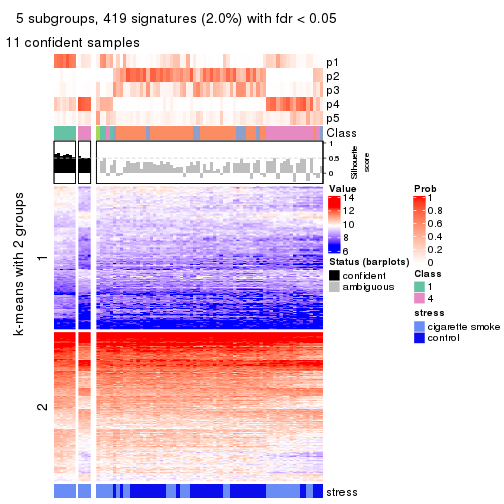 5 subgroups, 419 signatures (2.0%) with fdr < 0.05
11 confident samples
p1
p2
p3
p4
p5
Class
1
0.5
0
Silhouette
score
k-means with 2 groups
1
2
stress
Value
14
12
10
8
6
Status (barplots)
confident
ambiguous
Prob
1
0.8
0.6
0.4
0.2
0
Class
1
4
stress
cigarette smoke
control